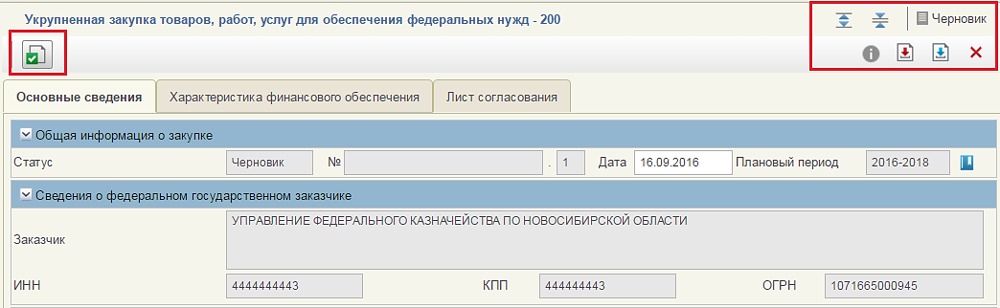 Укрупненная закупка товаров, работ, услуг для обеспечения федеральных нужд - 200
Черновик
Основные сведения Характеристика финансового обеспечения Лист согласования
Общая информация о закупке
Статус Черновик № . 1 Дата 16.09.2016 Плановый период 2016-2018
Сведения о федеральном государственном заказчике
УПРАВЛЕНИЕ ФЕДЕРАЛЬНОГО КАЗНАЧЕЙСТВА ПО НОВОСИБИРСКОЙ ОБЛАСТИ
Заказчик
ИНН 4444444443 КПП 444444443 ОГРН 1071665000945